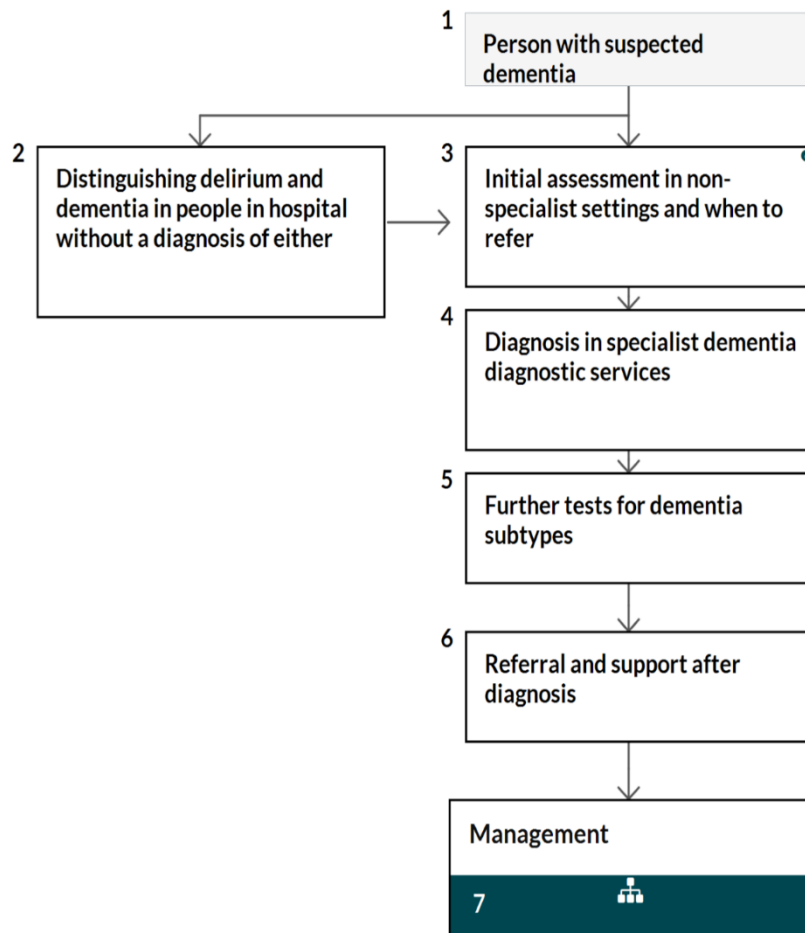 1
Person with suspected
dementia
2
Distinguishing delirium and
dementia in people in hospital
without a diagnosis of either
3
Initial assessment in non-
specialist settings and when to
refer
4
Diagnosis in specialist dementia
diagnostic services
5
Further tests for dementia
subtypes
6
Referral and support after
diagnosis
Management
7